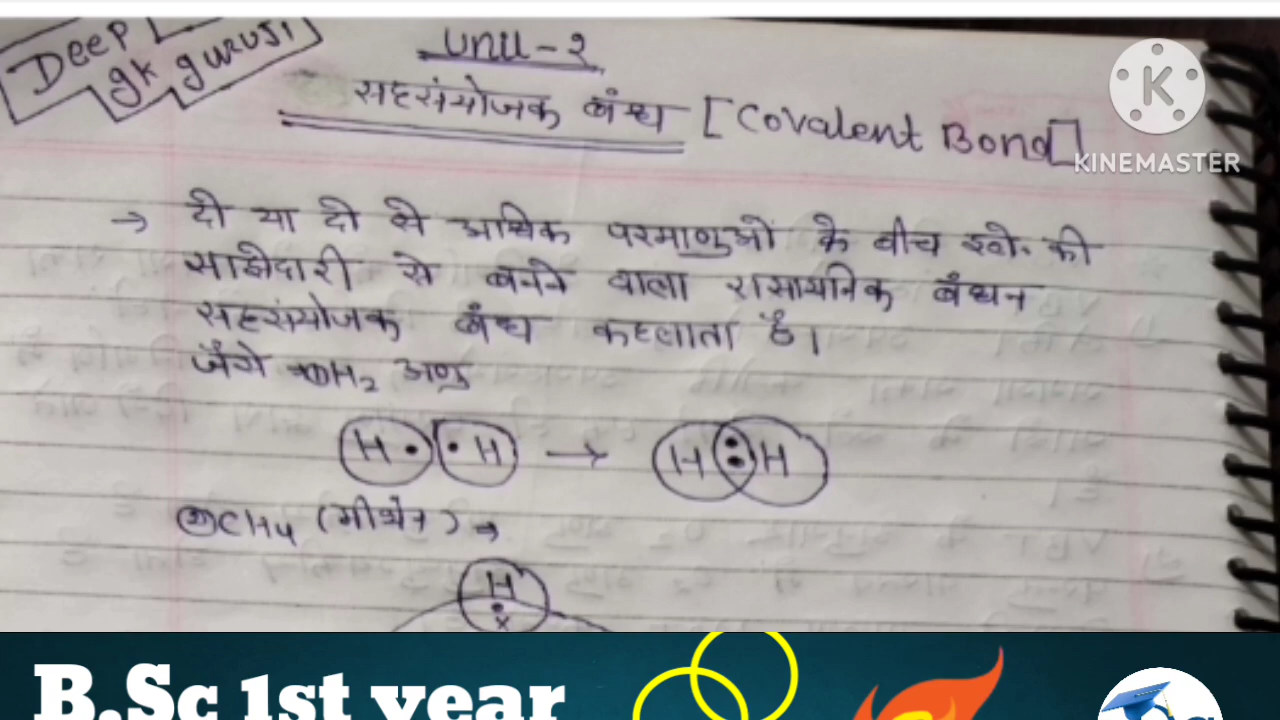 Deep
gk guruji
Unit-2
सहसंयोजक बंध [Covalent Bond]
K
KINEMASTER
→ दो या दो से अधिक परमाणुओं के बीच इले. की
साझेदारी से बनने वाला रासायनिक बंधन
सहसंयोजक बंध कहलाता है।
जैसे H₂ अणु
H • • H → H : H
CH₄ (मीथेन) →
H
x
B.Sc 1st year